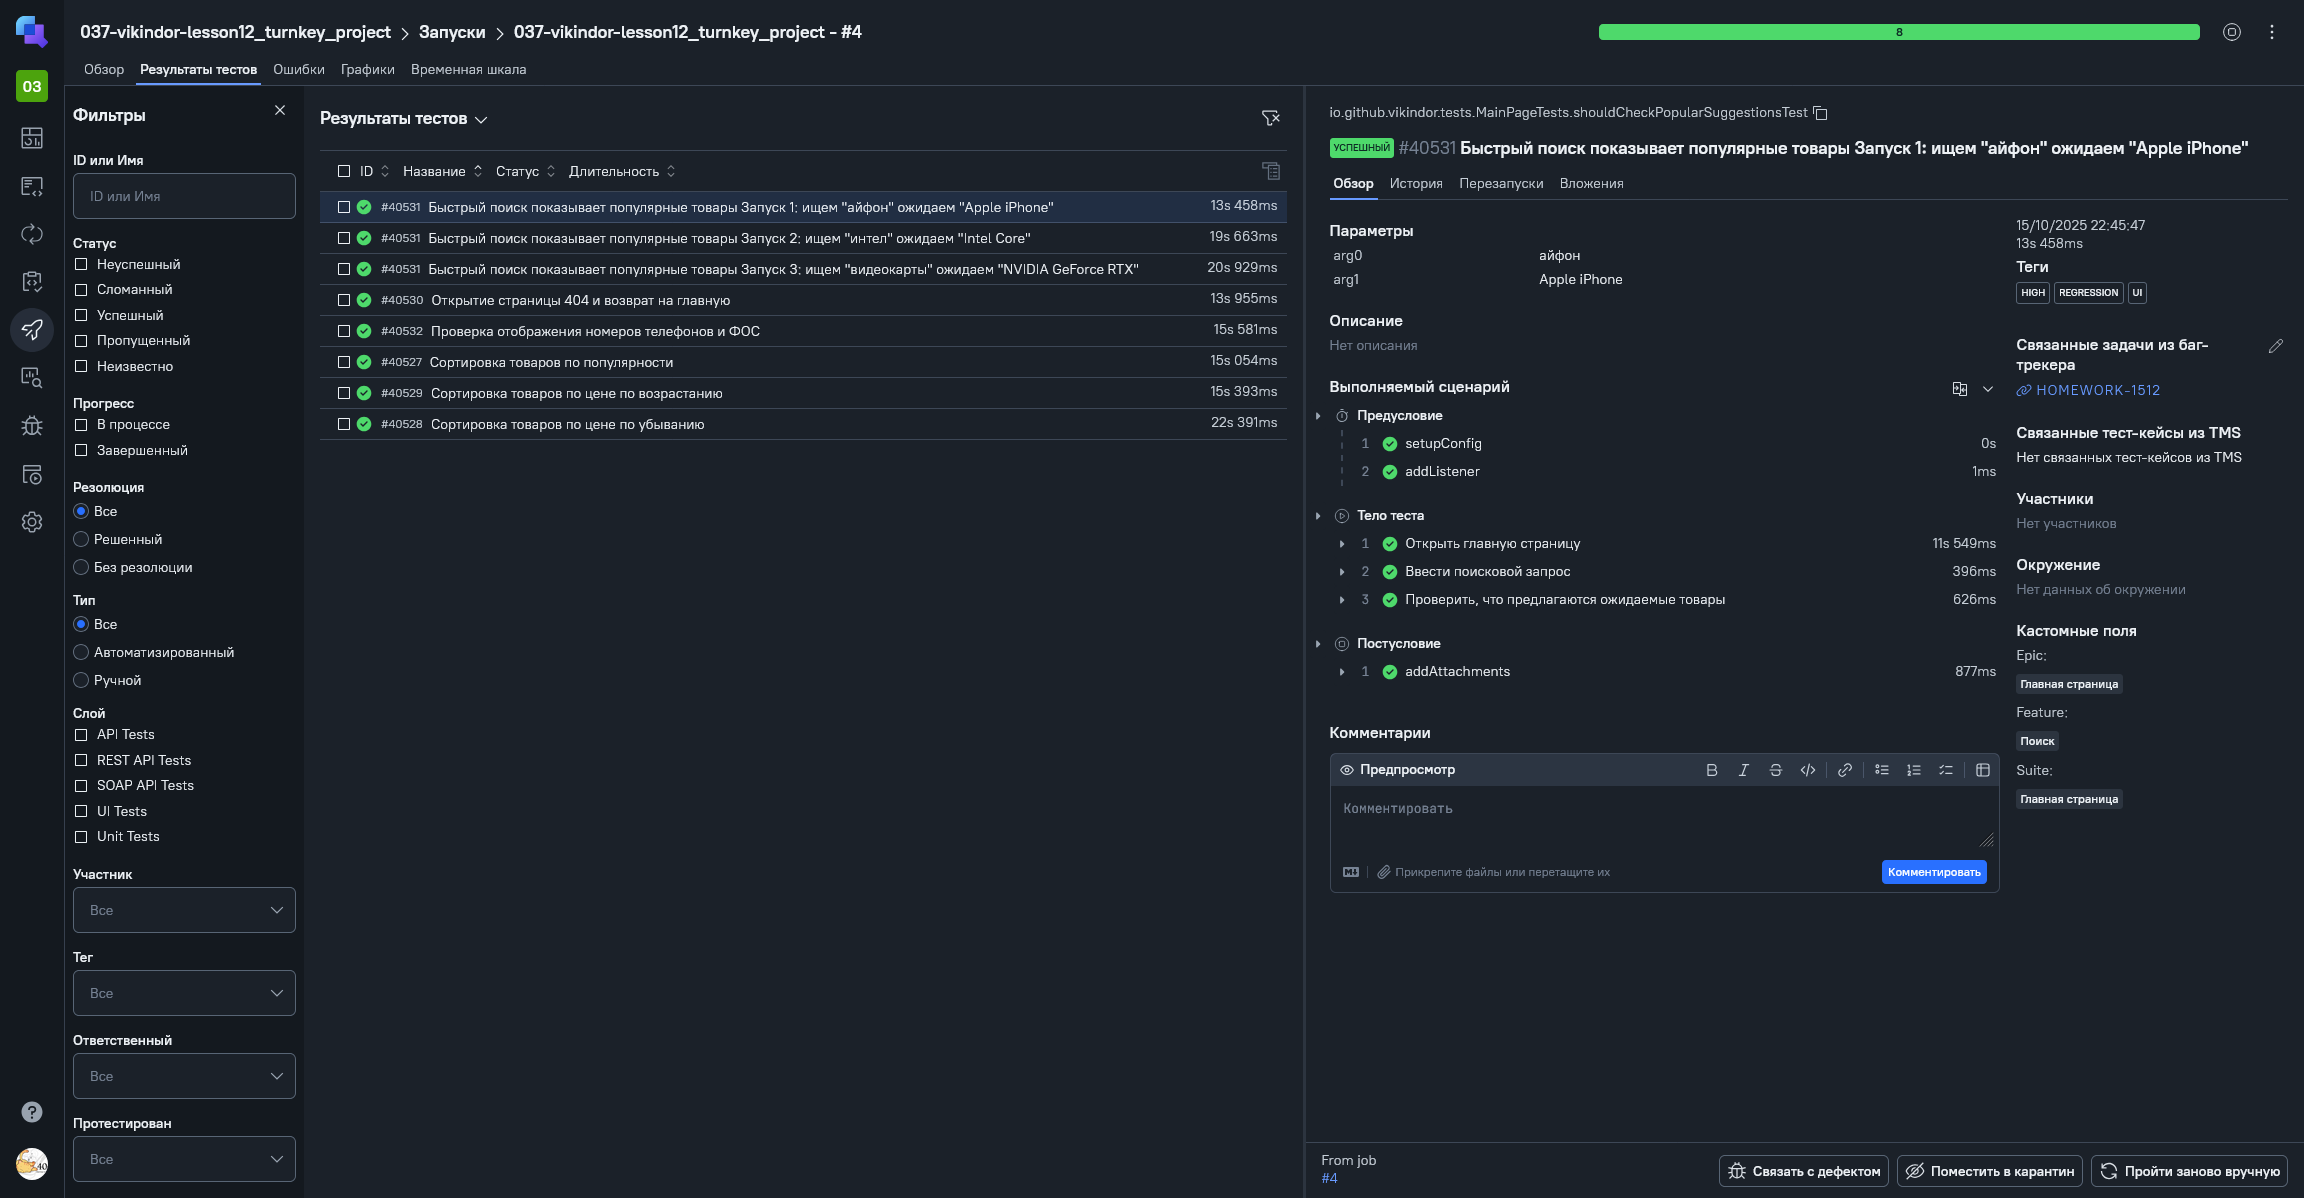 037-vikindor-lesson12_turnkey_project > Запуски > 037-vikindor-lesson12_turnkey_project - #4
8
Обзор Результаты тестов Ошибки Графики Временная шкала
03
Фильтры
ID или Имя
ID или Имя
Статус
Неуспешный
Сломанный
Успешный
Пропущенный
Неизвестно
Прогресс
В процессе
Завершенный
Резолюция
Все
Решенный
Без резолюции
Тип
Все
Автоматизированный
Ручной
Слой
API Tests
REST API Tests
SOAP API Tests
UI Tests
Unit Tests
Участник
Все
Тег
Все
Ответственный
Все
Протестирован
Все
Результаты тестов
ID Название Статус Длительность
#40531 Быстрый поиск показывает популярные товары Запуск 1: ищем "айфон" ожидаем "Apple iPhone" 13s 458ms
#40531 Быстрый поиск показывает популярные товары Запуск 2: ищем "интел" ожидаем "Intel Core" 19s 663ms
#40531 Быстрый поиск показывает популярные товары Запуск 3: ищем "видеокарты" ожидаем "NVIDIA GeForce RTX" 20s 929ms
#40530 Открытие страницы 404 и возврат на главную 13s 955ms
#40532 Проверка отображения номеров телефонов и ФОС 15s 581ms
#40527 Сортировка товаров по популярности 15s 054ms
#40529 Сортировка товаров по цене по возрастанию 15s 393ms
#40528 Сортировка товаров по цене по убыванию 22s 391ms
io.github.vikindor.tests.MainPageTests.shouldCheckPopularSuggestionsTest
УСПЕШНЫЙ #40531 Быстрый поиск показывает популярные товары Запуск 1: ищем "айфон" ожидаем "Apple iPhone"
Обзор История Перезапуски Вложения
Параметры
arg0 айфон
arg1 Apple iPhone
Описание
Нет описания
Выполняемый сценарий
Предусловие
1 setupConfig 0s
2 addListener 1ms
Тело теста
1 Открыть главную страницу 11s 549ms
2 Ввести поисковой запрос 396ms
3 Проверить, что предлагаются ожидаемые товары 626ms
Постусловие
1 addAttachments 877ms
Комментарии
Предпросмотр
Комментировать
Прикрепите файлы или перетащите их
Комментировать
15/10/2025 22:45:47
13s 458ms
Теги
HIGH REGRESSION UI
Связанные задачи из баг-
трекера
HOMEWORK-1512
Связанные тест-кейсы из TMS
Нет связанных тест-кейсов из TMS
Участники
Нет участников
Окружение
Нет данных об окружении
Кастомные поля
Epic:
Главная страница
Feature:
Поиск
Suite:
Главная страница
From job
#4
Связать с дефектом Поместить в карантин Пройти заново вручную